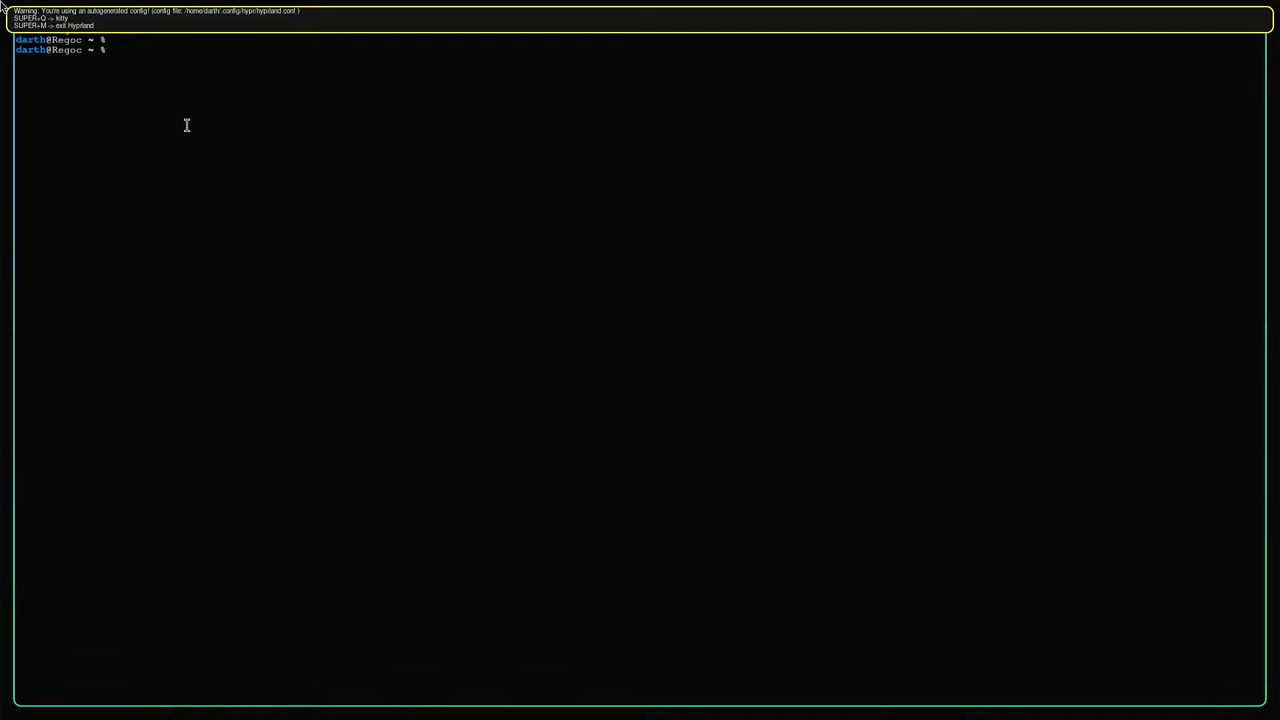 Warning: You're using an autogenerated config! (config file: /home/darth/.config/hypr/hyprland.conf )
SUPER+Q -> kitty
SUPER+M -> exit Hyprland
darth@Regoc ~ %
darth@Regoc ~ %